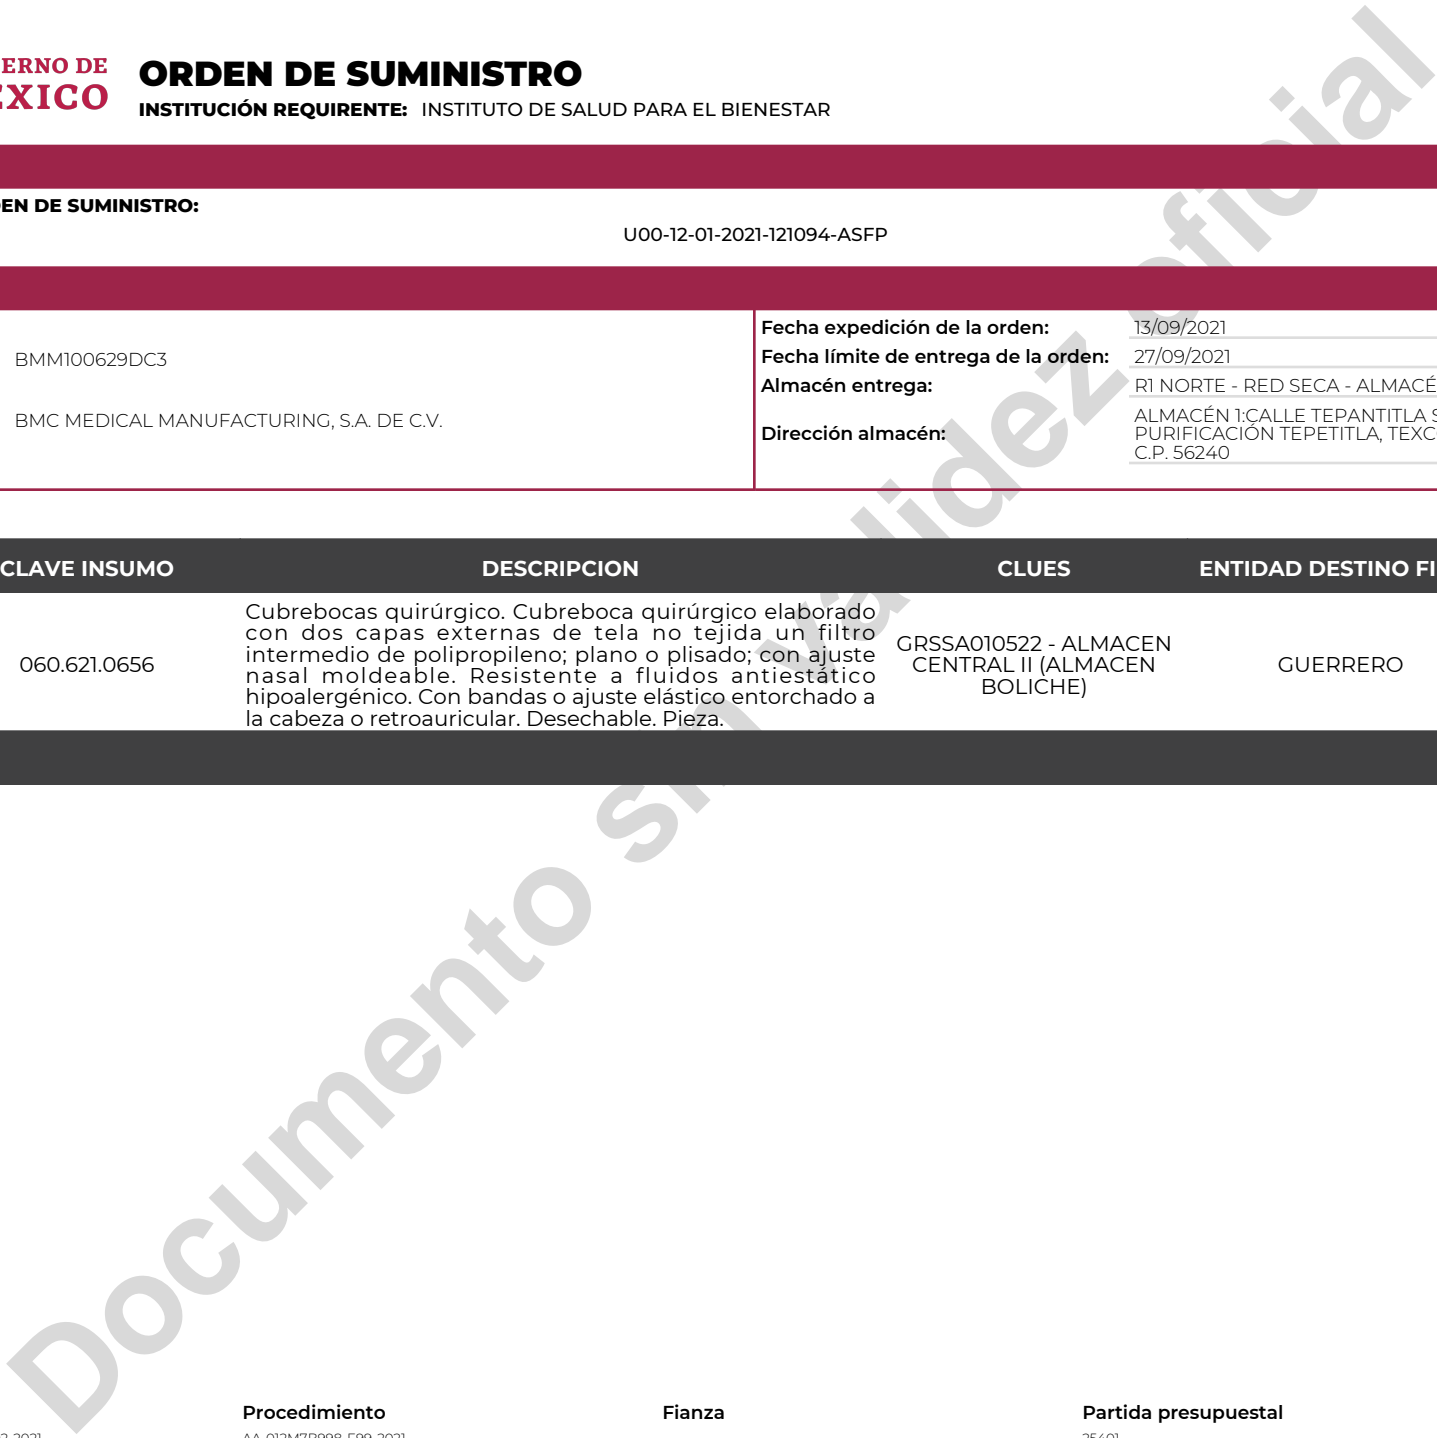 ERNO DE
ORDEN DE SUMINISTRO
INSTITUCIÓN REQUIRENTE: INSTITUTO DE SALUD PARA EL BIENESTAR
EN DE SUMINISTRO:
U00-12-01-2021-121094-ASFP
BMM100629DC3
BMC MEDICAL MANUFACTURING, S.A. DE C.V.
Fecha expedición de la orden: 13/09/2021
Fecha límite de entrega de la orden: 27/09/2021
Almacén entrega: R1 NORTE - RED SECA - ALMACÉ
Dirección almacén: ALMACÉN 1:CALLE TEPANTITLA S
PURIFICACIÓN TEPETITLA, TEXC
C.P. 56240
CLAVE INSUMO DESCRIPCION CLUES ENTIDAD DESTINO FI
060.621.0656
Cubrebocas quirúrgico. Cubreboca quirúrgico elaborado
con dos capas externas de tela no tejida un filtro
intermedio de polipropileno; plano o plisado; con ajuste
nasal moldeable. Resistente a fluidos antiestático
hipoalergénico. Con bandas o ajuste elástico entorchado a
la cabeza o retroauricular. Desechable. Pieza.
GRSSA010522 - ALMACEN
CENTRAL II (ALMACEN
BOLICHE)
GUERRERO
Documento sin validez oficial
Procedimiento Fianza Partida presupuestal